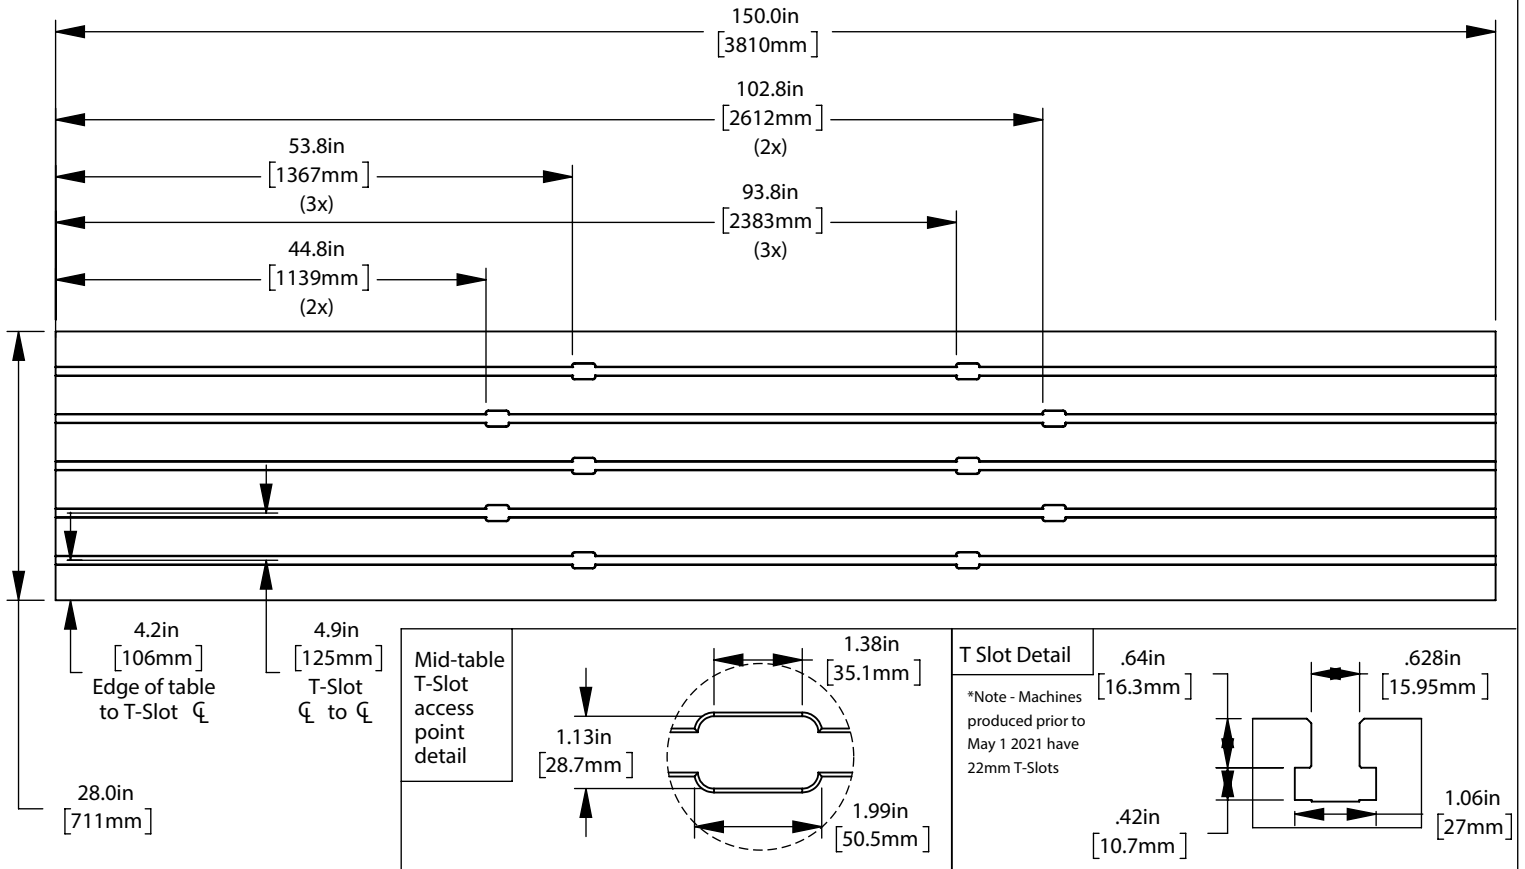 150.0in
[3810mm]
102.8in
[2612mm]
(2x)
53.8in
[1367mm]
(3x)
93.8in
[2383mm]
(3x)
44.8in
[1139mm]
(2x)
4.2in
[106mm]
Edge of table
to T-Slot ℄
4.9in
[125mm]
T-Slot
℄ to ℄
28.0in
[711mm]
Mid-table
T-Slot
access
point
detail
1.38in
[35.1mm]
1.13in
[28.7mm]
1.99in
[50.5mm]
T Slot Detail
*Note - Machines
produced prior to
May 1 2021 have
22mm T-Slots
.64in
[16.3mm]
.628in
[15.95mm]
.42in
[10.7mm]
1.06in
[27mm]